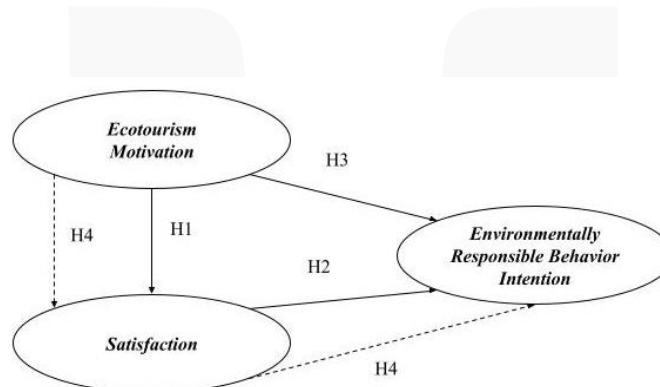 Ecotourism
Motivation
H3
H4
H1
Environmentally
Responsible Behavior
Intention
H2
Satisfaction
H4